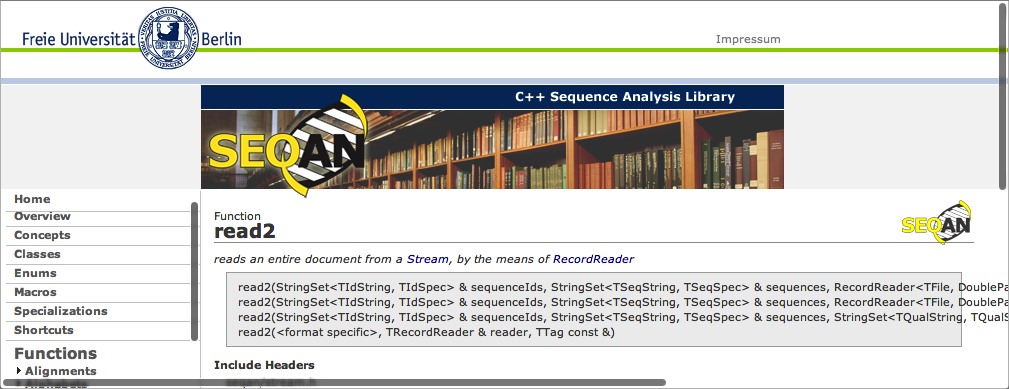 Freie Universität Berlin
Impressum
C++ Sequence Analysis Library
SEQAN
Home
Overview
Concepts
Classes
Enums
Macros
Specializations
Shortcuts
Functions
Alignments
Alphabets
Function
read2
SEQAN
reads an entire document from a Stream, by the means of RecordReader
read2(StringSet<TIdString, TIdSpec> & sequenceIds, StringSet<TSeqString, TSeqSpec> & sequences, RecordReader<TFile, DoublePa
read2(StringSet<TIdString, TIdSpec> & sequenceIds, StringSet<TSeqString, TSeqSpec> & sequences, RecordReader<TFile, DoublePa
read2(StringSet<TIdString, TIdSpec> & sequenceIds, StringSet<TSeqString, TSeqSpec> & sequences, StringSet<TQualString, TQualS
read2(<format specific>, TRecordReader & reader, TTag const &)
Include Headers
seqan/stream.h